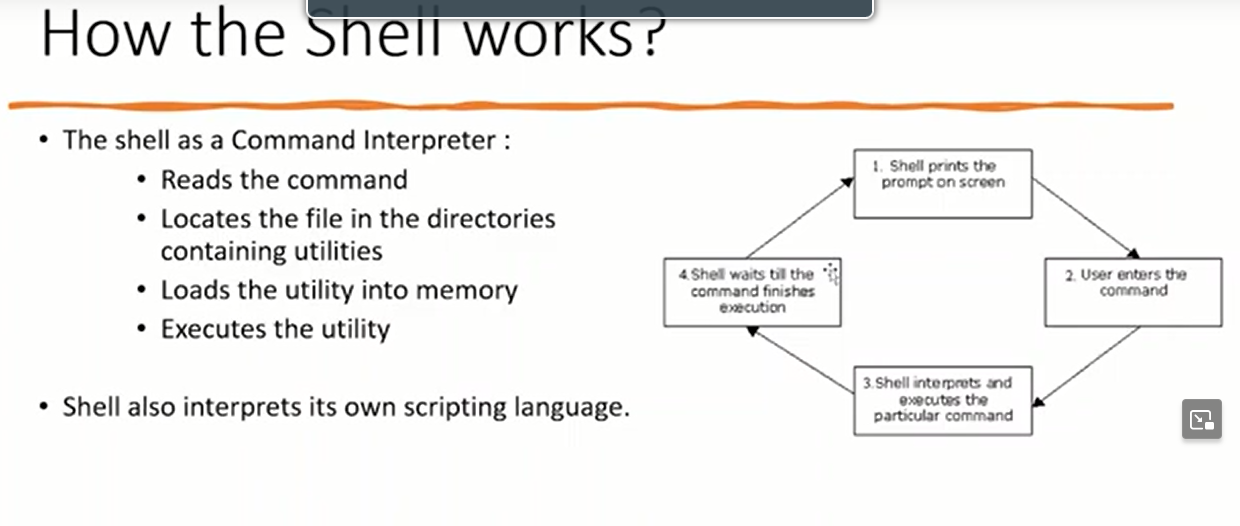 How the Shell works?
• The shell as a Command Interpreter :
• Reads the command
• Locates the file in the directories
containing utilities
• Loads the utility into memory
• Executes the utility
• Shell also interprets its own scripting language.
1. Shell prints the
prompt on screen
2. User enters the
command
3.Shell interprets and
executes the
particular command
4.Shell waits till the
command finishes
execution